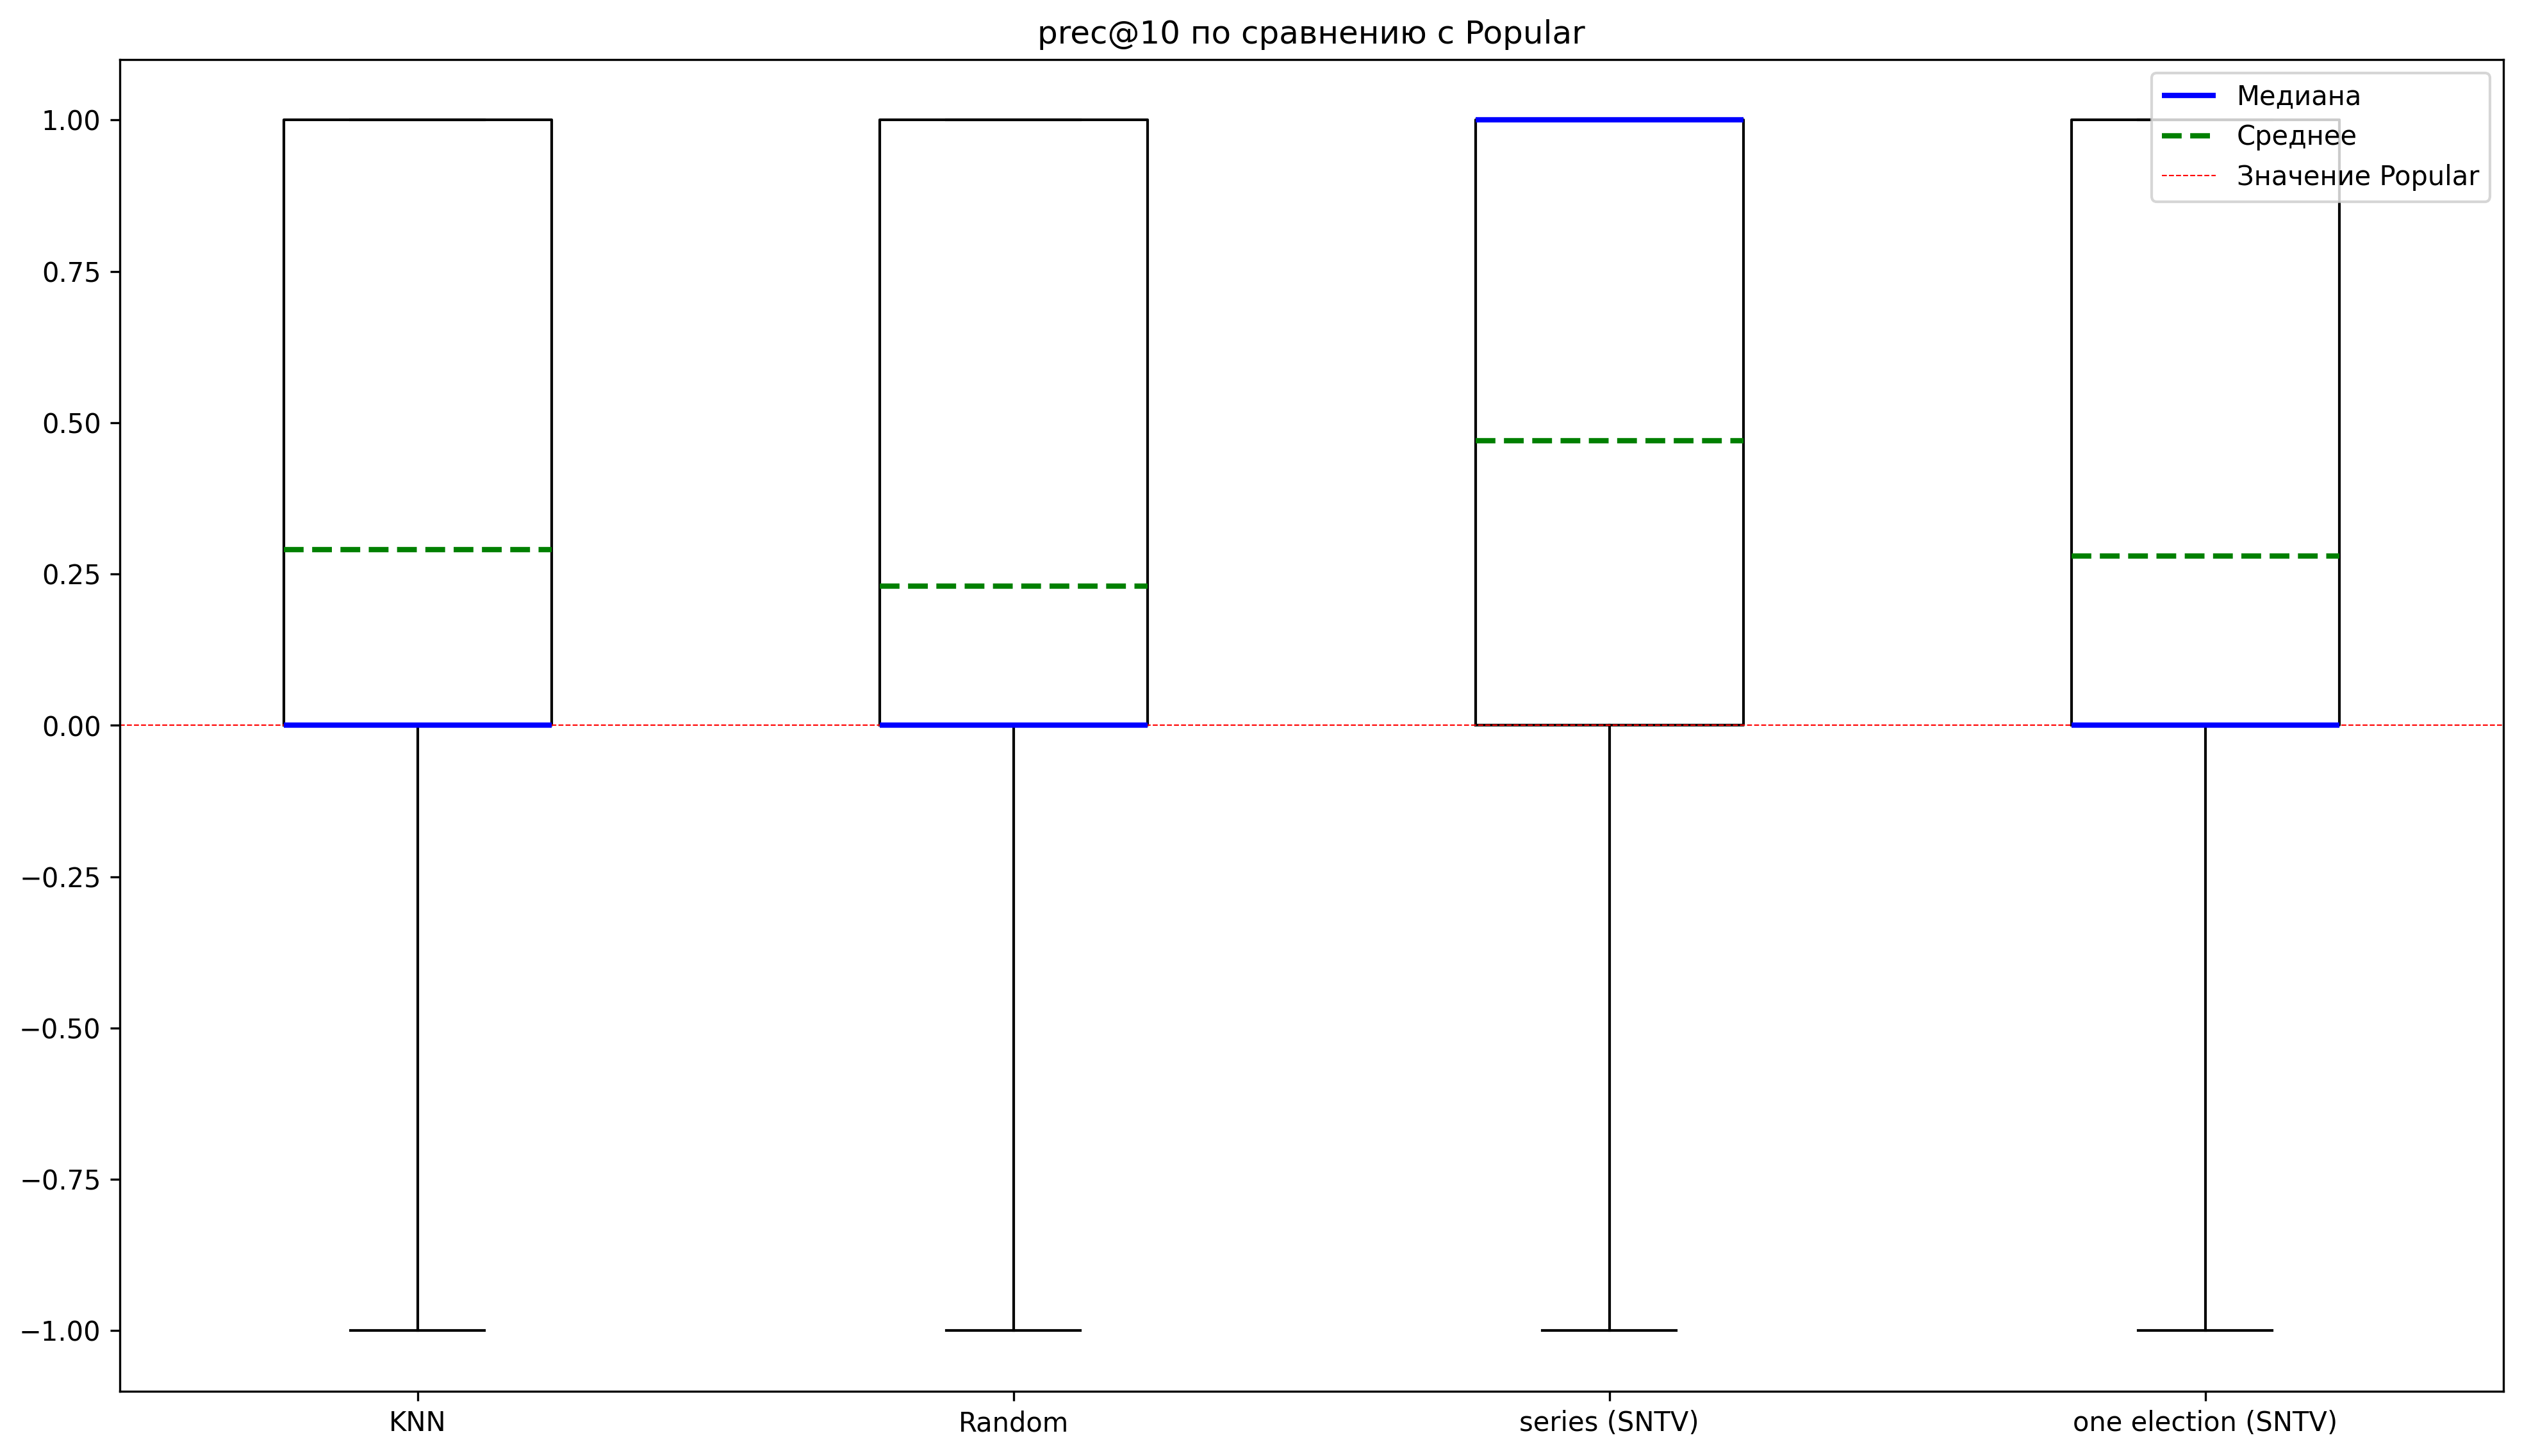 prec@10 по сравнению с Popular
Медиана
Среднее
Значение Popular
1.00
0.75
0.50
0.25
0.00
−0.25
−0.50
−0.75
−1.00
KNN
Random
series (SNTV)
one election (SNTV)